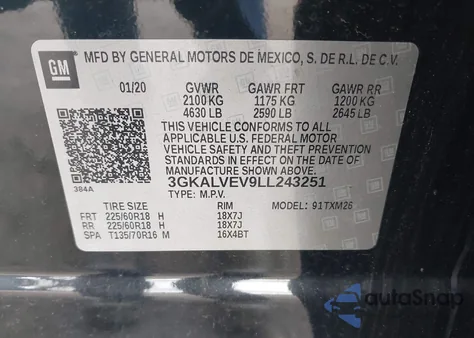 GM
MFD BY GENERAL MOTORS DE MEXICO, S. DE R.L. DE C.V.
01/20 GVWR GAWR FRT GAWR RR
2100 KG 1175 KG 1200 KG
4630 LB 2590 LB 2645 LB
THIS VEHICLE CONFORMS TO ALL
APPLICABLE U.S. FEDERAL MOTOR
VEHICLE SAFETY, BUMPER, AND THEFT
PREVENTION STANDARDS IN EFFECT ON
THE DATE OF MANUFACTURE SHOWN ABOVE.
384A
3GKALVEV9LL243251
TYPE: M.P.V. MODEL: 91TXM26
TIRE SIZE RIM
FRT 225/60R18 H 18X7J
RR 225/60R18 H 18X7J
SPA T135/70R16 M 16X4BT
autoSnap